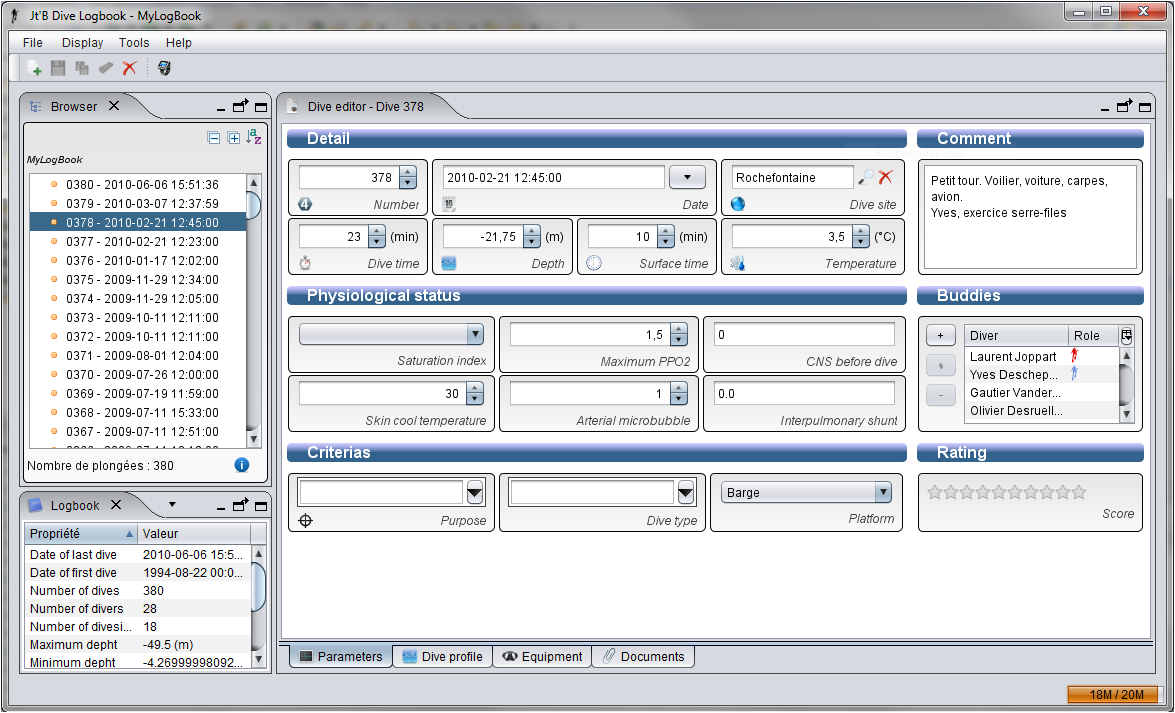 Jt'B Dive Logbook - MyLogBook
File Display Tools Help
Browser
MyLogBook
0380 - 2010-06-06 15:51:36
0379 - 2010-03-07 12:37:59
0378 - 2010-02-21 12:45:00
0377 - 2010-02-21 12:23:00
0376 - 2010-01-17 12:02:00
0375 - 2009-11-29 12:34:00
0374 - 2009-11-29 12:05:00
0373 - 2009-10-11 12:11:00
0372 - 2009-10-11 12:11:00
0371 - 2009-08-01 12:04:00
0370 - 2009-07-26 12:00:00
0369 - 2009-07-19 11:59:00
0368 - 2009-07-11 15:33:00
0367 - 2009-07-11 12:51:00
Nombre de plongées : 380
Logbook
Propriété Valeur
Date of last dive 2010-06-06 15:5...
Date of first dive 1994-08-22 00:0...
Number of dives 380
Number of divers 28
Number of divesi... 18
Maximum depht -49.5 (m)
Minimum depht -4.26999998092...
Dive editor - Dive 378
Detail
378
Number
2010-02-21 12:45:00
Date
Rochefontaine
Dive site
23 (min)
Dive time
-21,75 (m)
Depth
10 (min)
Surface time
3,5 (°C)
Temperature
Comment
Petit tour. Voilier, voiture, carpes,
avion.
Yves, exercice serre-files
Physiological status
Saturation index
1,5
Maximum PPO2
0
CNS before dive
30
Skin cool temperature
1
Arterial microbubble
0.0
Interpulmonary shunt
Buddies
Diver Role
Laurent Joppart
Yves Deschep...
Gautier Vander...
Olivier Desruell...
Criterias
Purpose
Dive type
Barge
Platform
Rating
Score
Parameters Dive profile Equipment Documents
18M / 20M